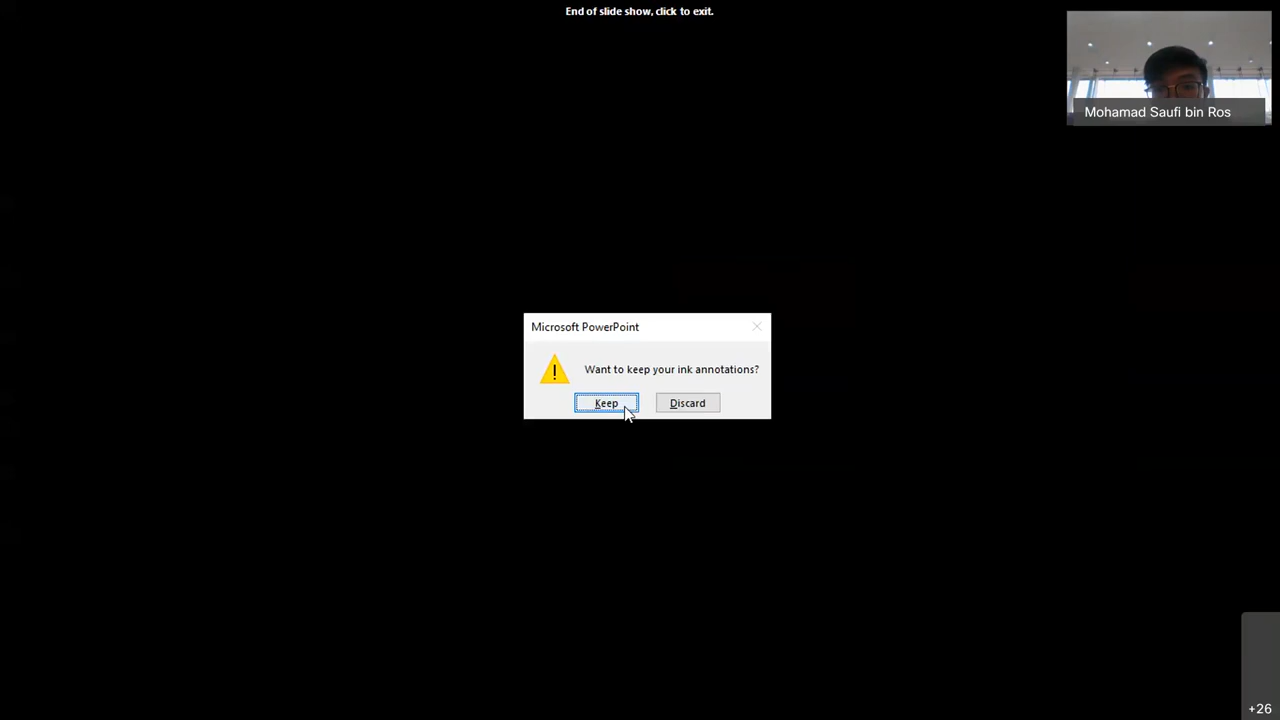 End of slide show, click to exit.
Mohamad Saufi bin Ros
Microsoft PowerPoint
Want to keep your ink annotations?
Keep
Discard
+26